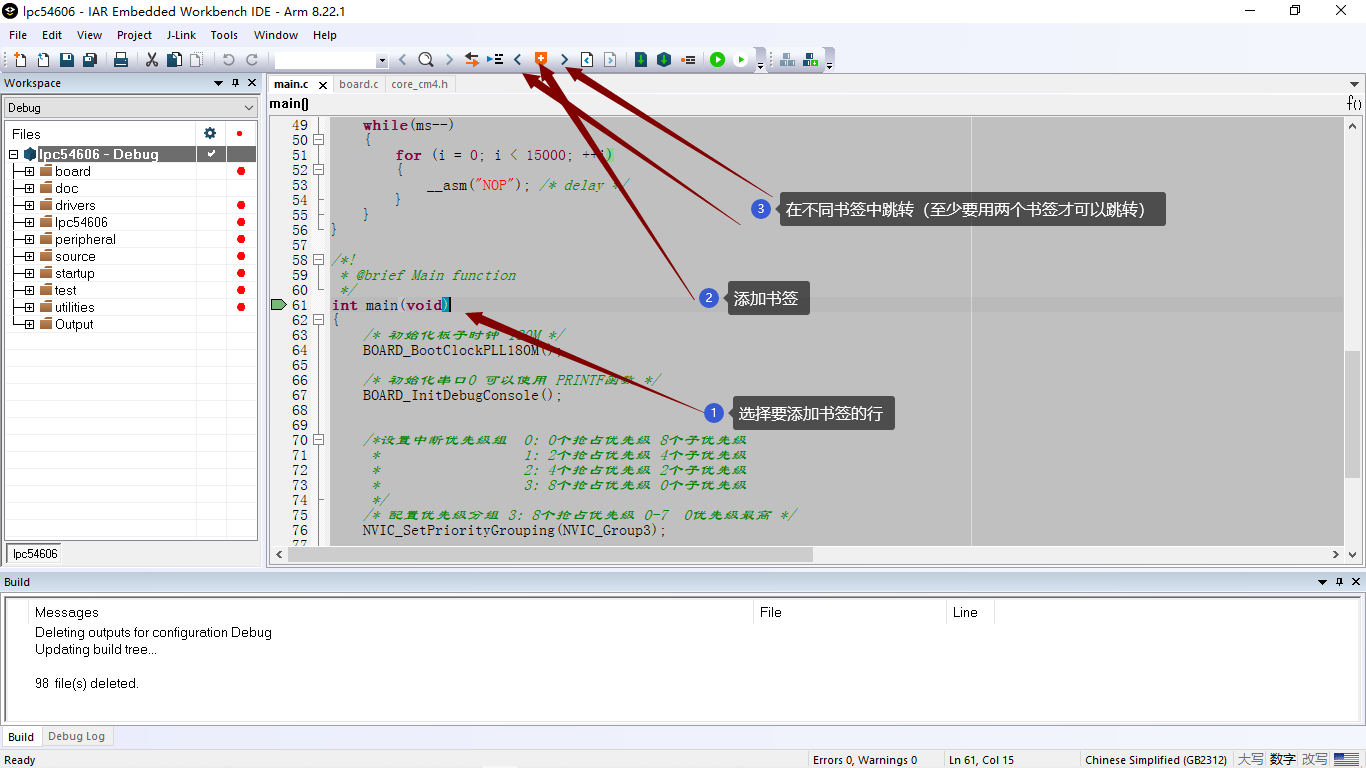 lpc54606 - IAR Embedded Workbench IDE - Arm 8.22.1
File Edit View Project J-Link Tools Window Help
Workspace
main.c board.c core_cm4.h
Debug
main() f()
Files
lpc54606 - Debug
board
doc
drivers
lpc54606
peripheral
source
startup
test
utilities
Output
lpc54606
49 while(ms--)
50 {
51 for (i = 0; i < 15000; ++i)
52 {
53 __asm("NOP"); /* delay */
54 }
55 }
56 }
57
58 /*!
59 * @brief Main function
60 */
61 int main(void)
62 {
63 /* 初始化板子时钟 180M */
64 BOARD_BootClockPLL180M();
65
66 /* 初始化串口0 可以使用 PRINTF函数 */
67 BOARD_InitDebugConsole();
68
69
70 /*设置中断优先级组 0: 0个抢占优先级 8个子优先级
71 * 1: 2个抢占优先级 4个子优先级
72 * 2: 4个抢占优先级 2个子优先级
73 * 3: 8个抢占优先级 0个子优先级
74 */
75 /* 配置优先级分组 3: 8个抢占优先级 0-7 0优先级最高 */
76 NVIC_SetPriorityGrouping(NVIC_Group3);
77
3 在不同书签中跳转（至少要用两个书签才可以跳转）
2 添加书签
1 选择要添加书签的行
Build
Messages File Line
Deleting outputs for configuration Debug
Updating build tree...
98 file(s) deleted.
Build Debug Log
Ready Errors 0, Warnings 0 Ln 61, Col 15 Chinese Simplified (GB2312) 大写 数字 改写